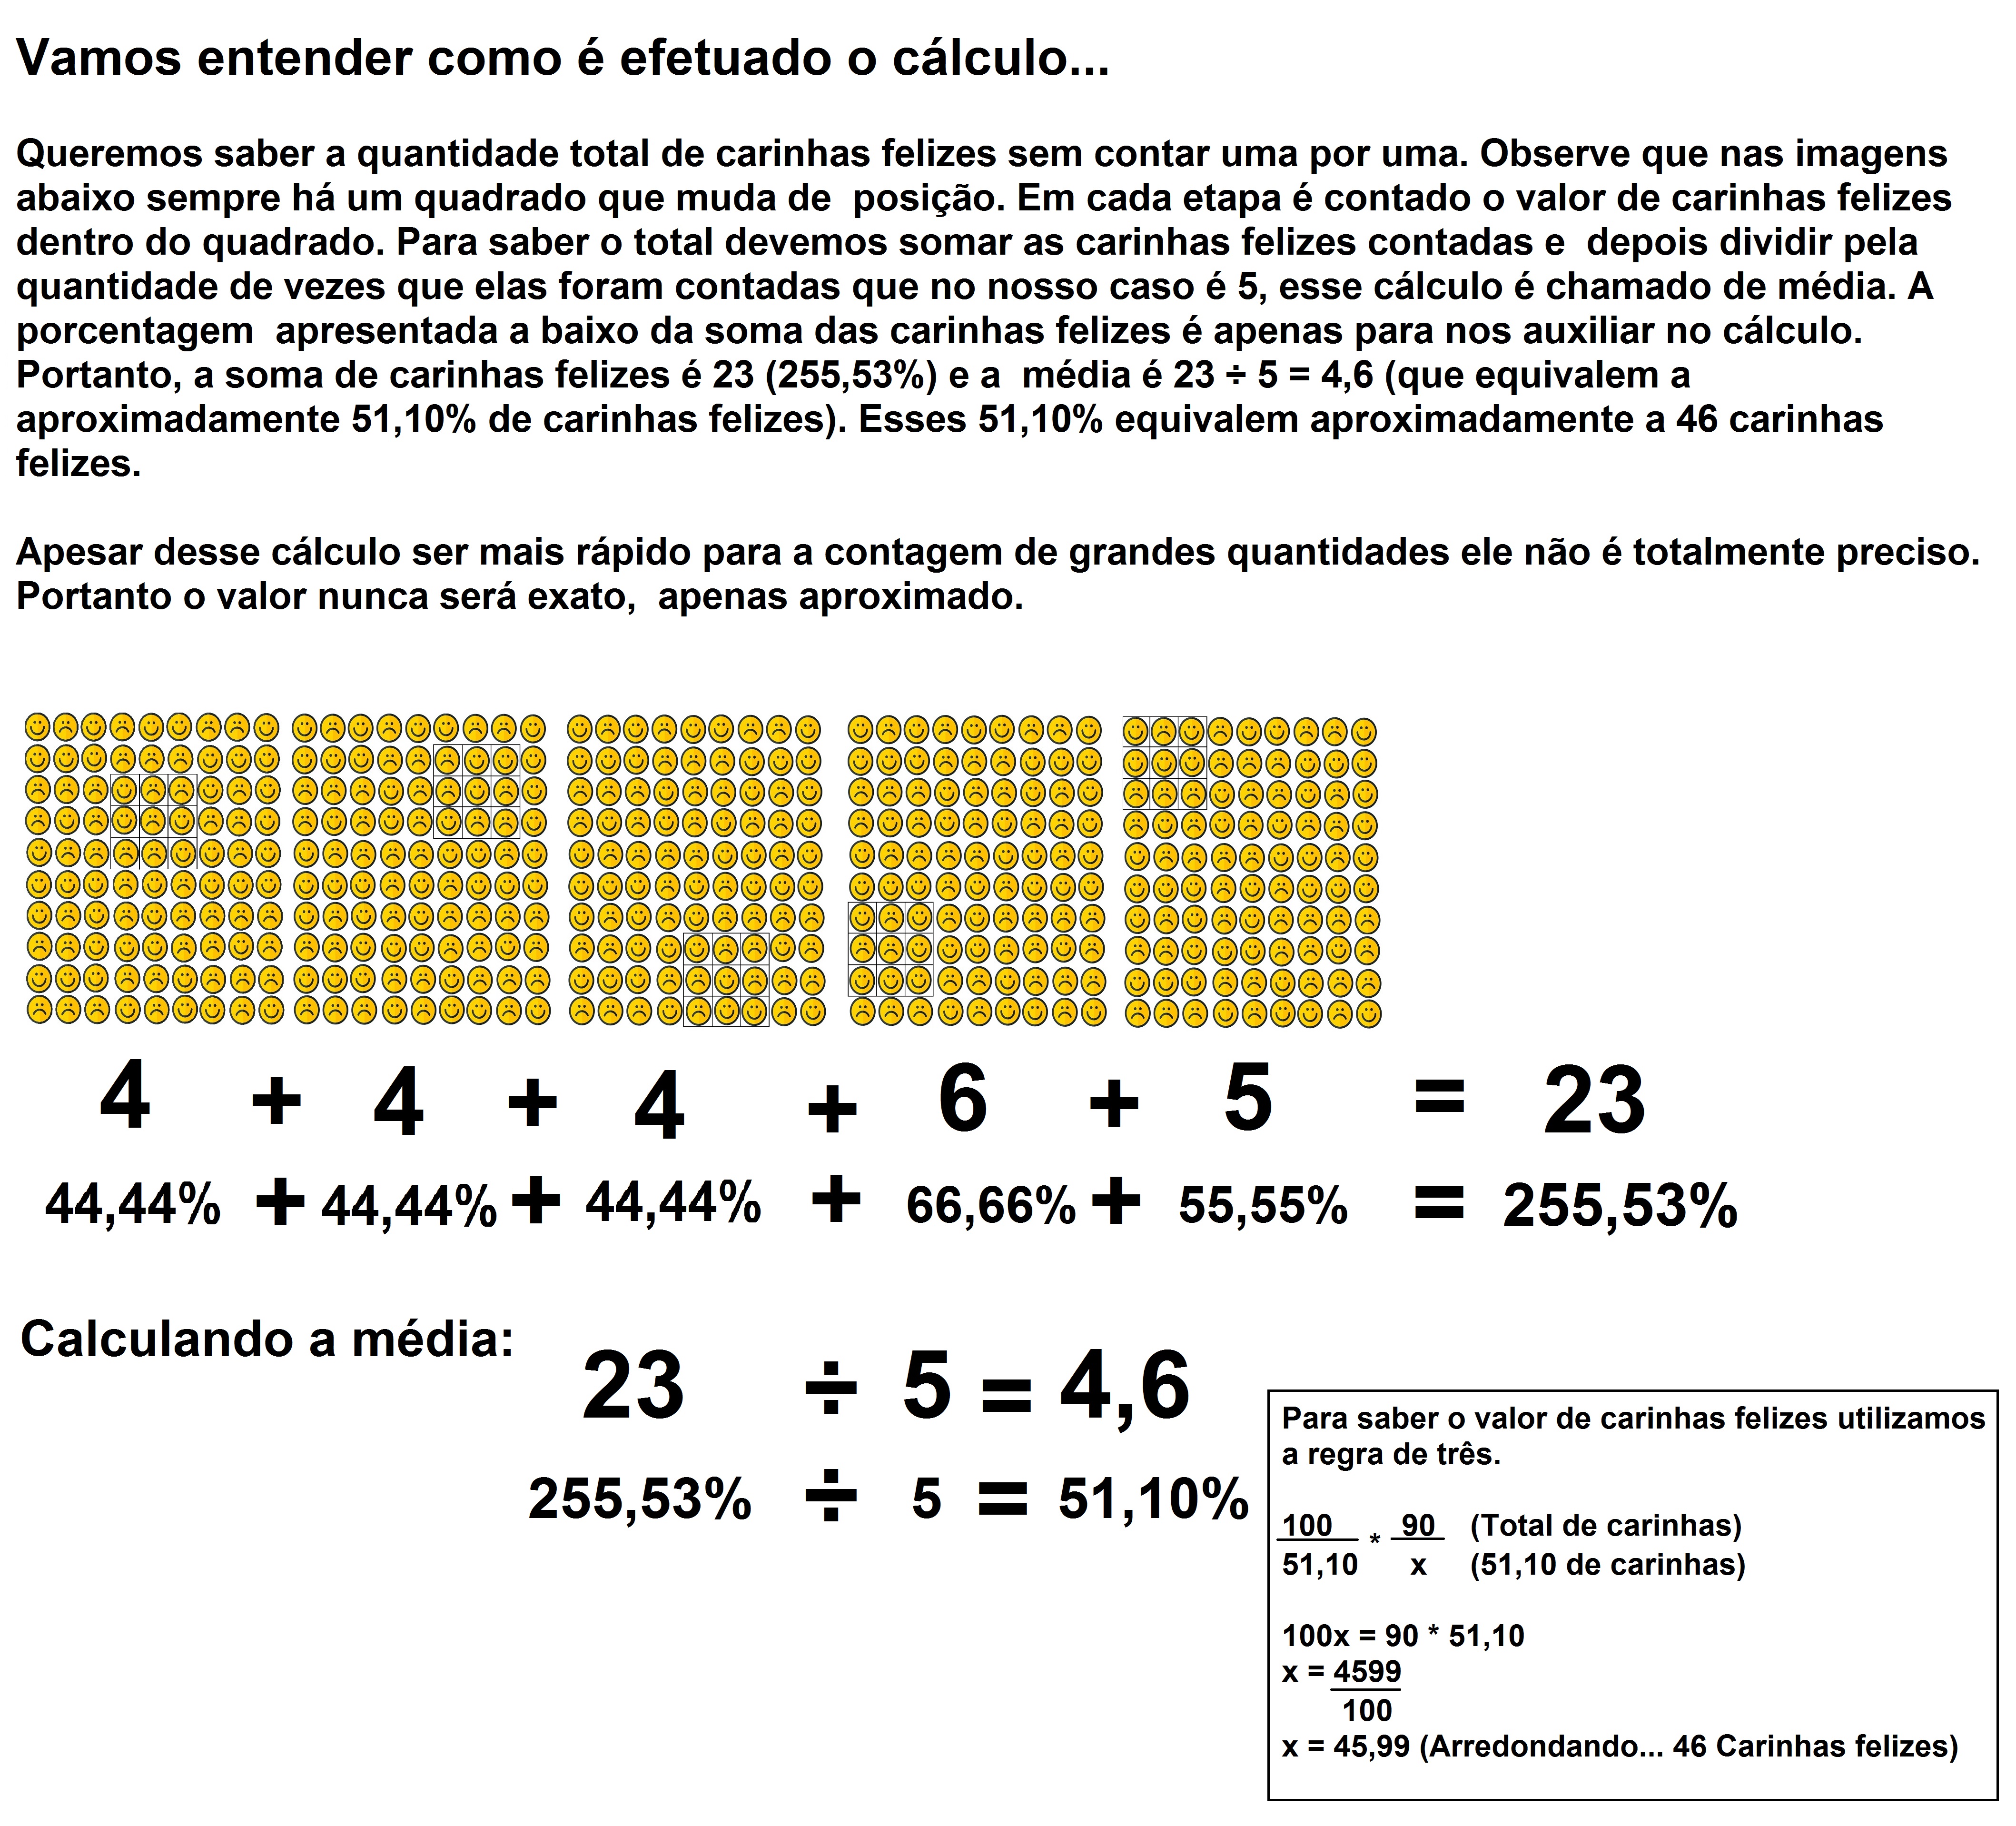 Vamos entender como é efetuado o cálculo...
Queremos saber a quantidade total de carinhas felizes sem contar uma por uma. Observe que nas imagens
abaixo sempre há um quadrado que muda de  posição. Em cada etapa é contado o valor de carinhas felizes
dentro do quadrado. Para saber o total devemos somar as carinhas felizes contadas e  depois dividir pela
quantidade de vezes que elas foram contadas que no nosso caso é 5, esse cálculo é chamado de média. A
porcentagem  apresentada a baixo da soma das carinhas felizes é apenas para nos auxiliar no cálculo.
Portanto, a soma de carinhas felizes é 23 (255,53%) e a  média é 23 ÷ 5 = 4,6 (que equivalem a
aproximadamente 51,10% de carinhas felizes). Esses 51,10% equivalem aproximadamente a 46 carinhas
felizes.
Apesar desse cálculo ser mais rápido para a contagem de grandes quantidades ele não é totalmente preciso.
Portanto o valor nunca será exato,  apenas aproximado.
4 + 4 + 4 + 6 + 5 = 23
44,44% + 44,44% + 44,44% + 66,66% + 55,55% = 255,53%
Calculando a média:
23 ÷ 5 = 4,6
255,53% ÷ 5 = 51,10%
Para saber o valor de carinhas felizes utilizamos
a regra de três.
100 * 90 (Total de carinhas)
51,10 x (51,10 de carinhas)
100x = 90 * 51,10
x = 4599
100
x = 45,99 (Arredondando... 46 Carinhas felizes)